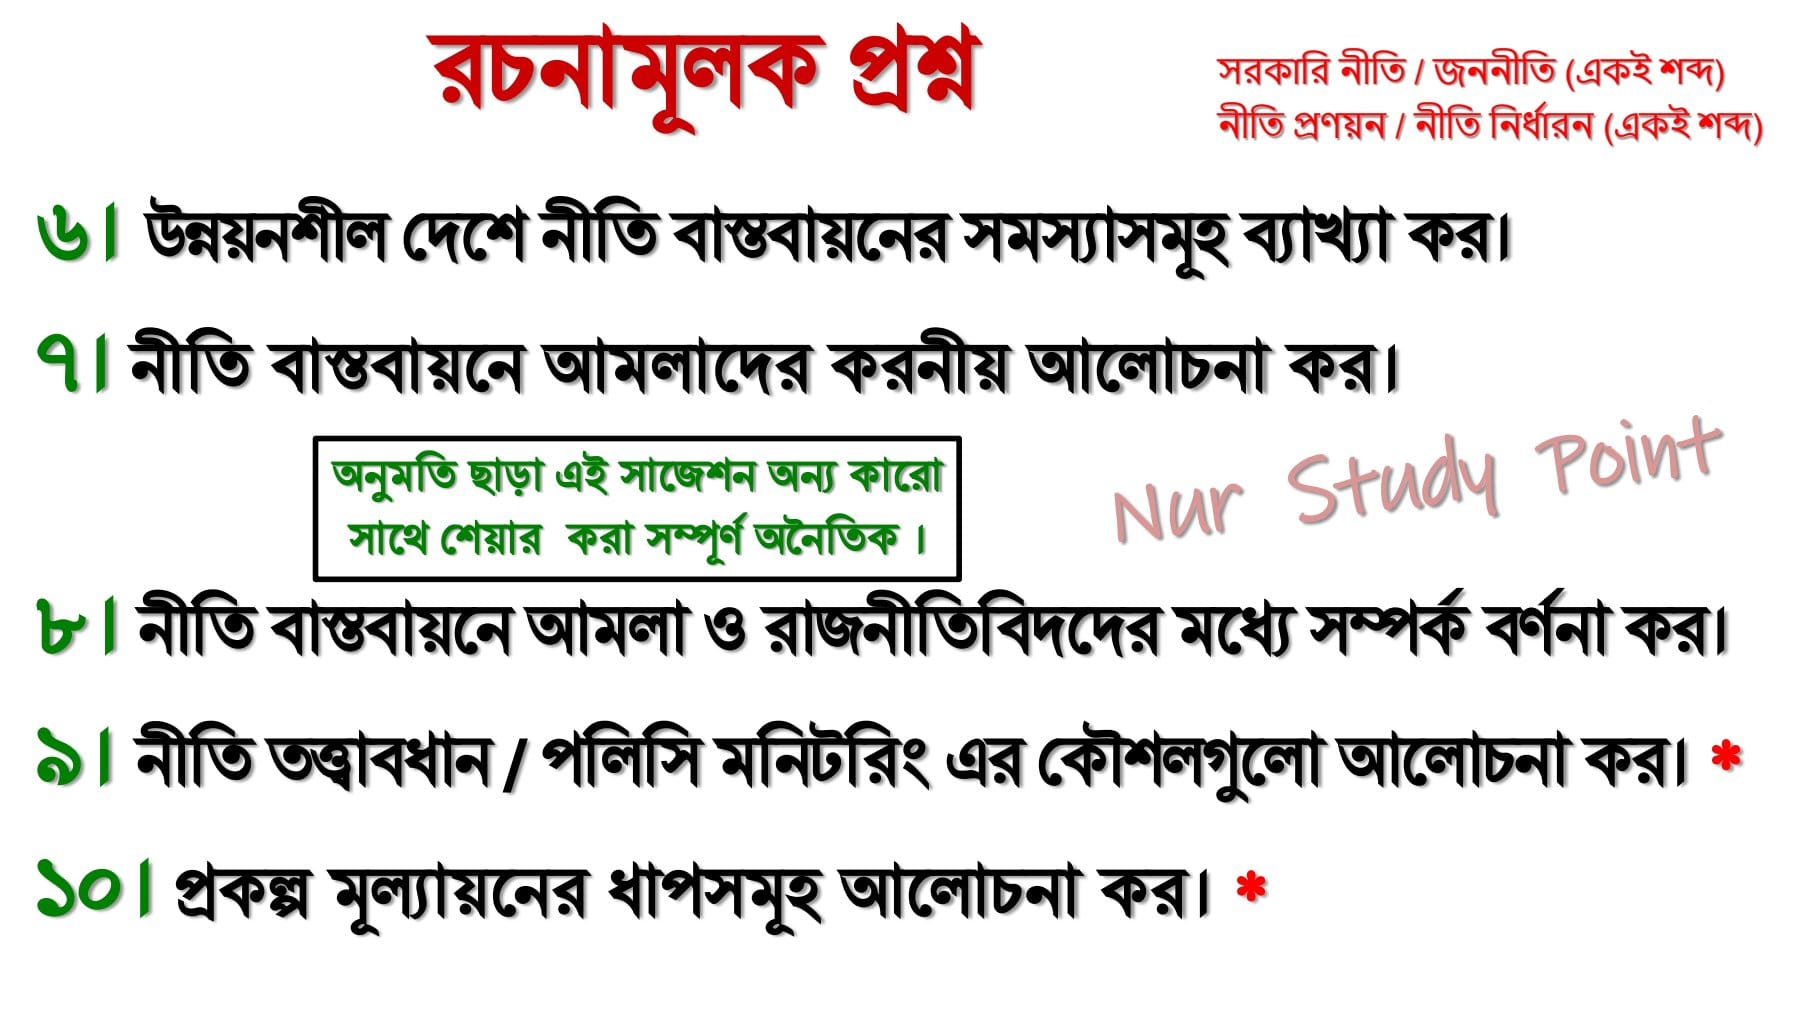 রচনামূলক প্রশ্ন
সরকারি নীতি / জননীতি (একই শব্দ)
নীতি প্রণয়ন / নীতি নির্ধারন (একই শব্দ)
৬। উন্নয়নশীল দেশে নীতি বাস্তবায়নের সমস্যাসমূহ ব্যাখ্যা কর।
৭। নীতি বাস্তবায়নে আমলাদের করনীয় আলোচনা কর।
অনুমতি ছাড়া এই সাজেশন অন্য কারো
সাথে শেয়ার করা সম্পূর্ণ অনৈতিক ।
Nur Study Point
৮। নীতি বাস্তবায়নে আমলা ও রাজনীতিবিদদের মধ্যে সম্পর্ক বর্ণনা কর।
৯। নীতি তত্ত্বাবধান / পলিসি মনিটরিং এর কৌশলগুলো আলোচনা কর। *
১০। প্রকল্প মূল্যায়নের ধাপসমূহ আলোচনা কর। *